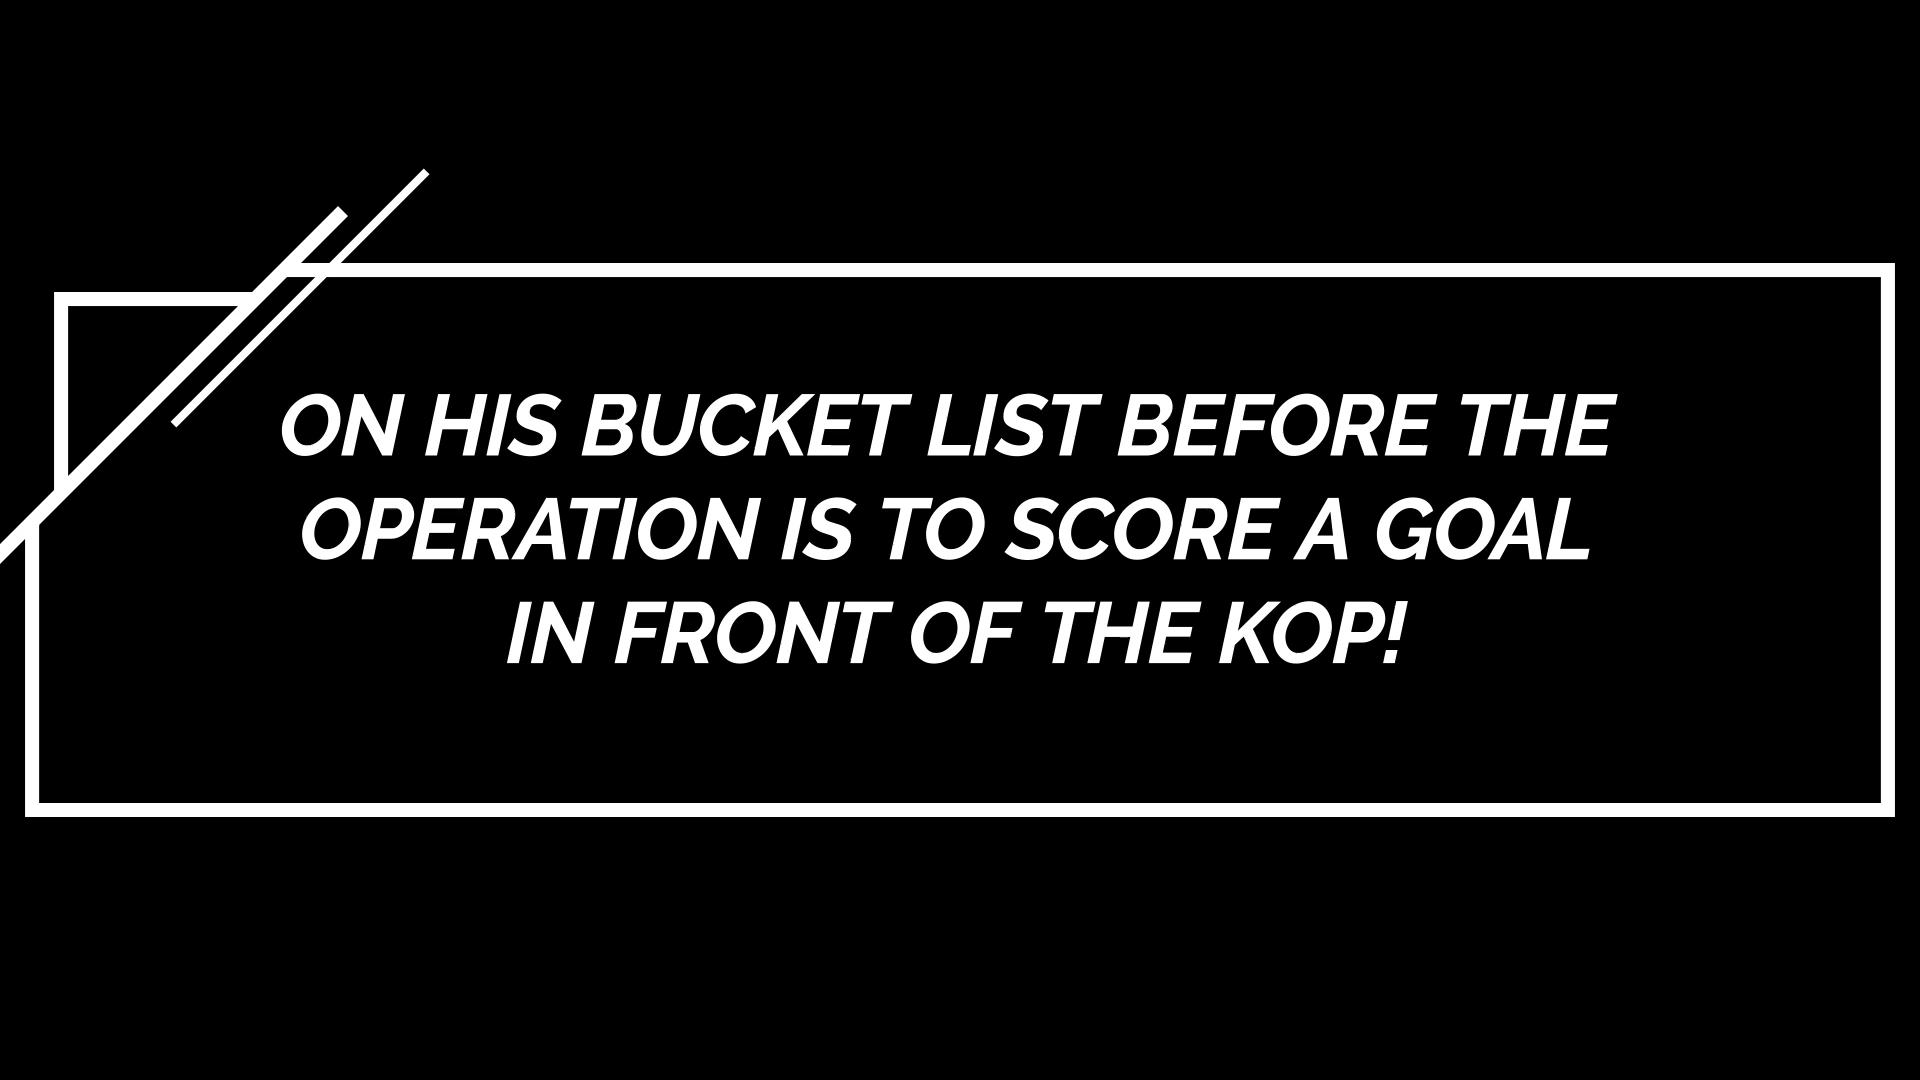 ON HIS BUCKET LIST BEFORE THE
OPERATION IS TO SCORE A GOAL
IN FRONT OF THE KOP!